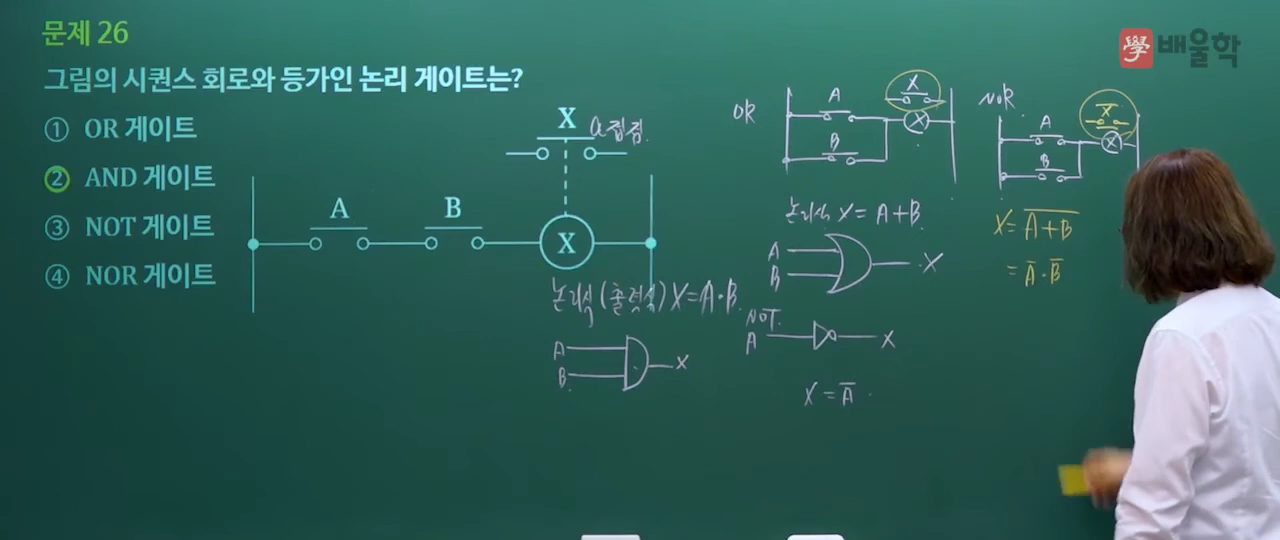 문제 26
學 배울학
그림의 시퀀스 회로와 등가인 논리 게이트는?
① OR 게이트
② AND 게이트
③ NOT 게이트
④ NOR 게이트
X
a접점.
A
B
X
논리식(출력식) X=A·B
A
B
X
OR
A
X
X
B
논리식 X=A+B
A
B
X
NOT
A
X
X=A̅
NOR
A
X̅
X
B
X=A̅+̅B̅
=A̅·B̅